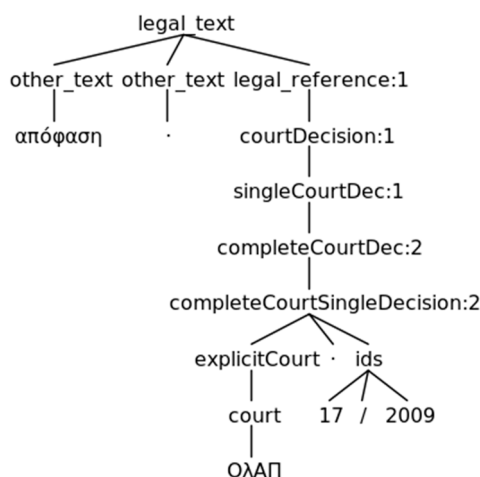 legal_text
other_text other_text legal_reference:1
απόφαση · courtDecision:1
singleCourtDec:1
completeCourtDec:2
completeCourtSingleDecision:2
explicitCourt · ids
court 17 / 2009
ΟλΑΠ